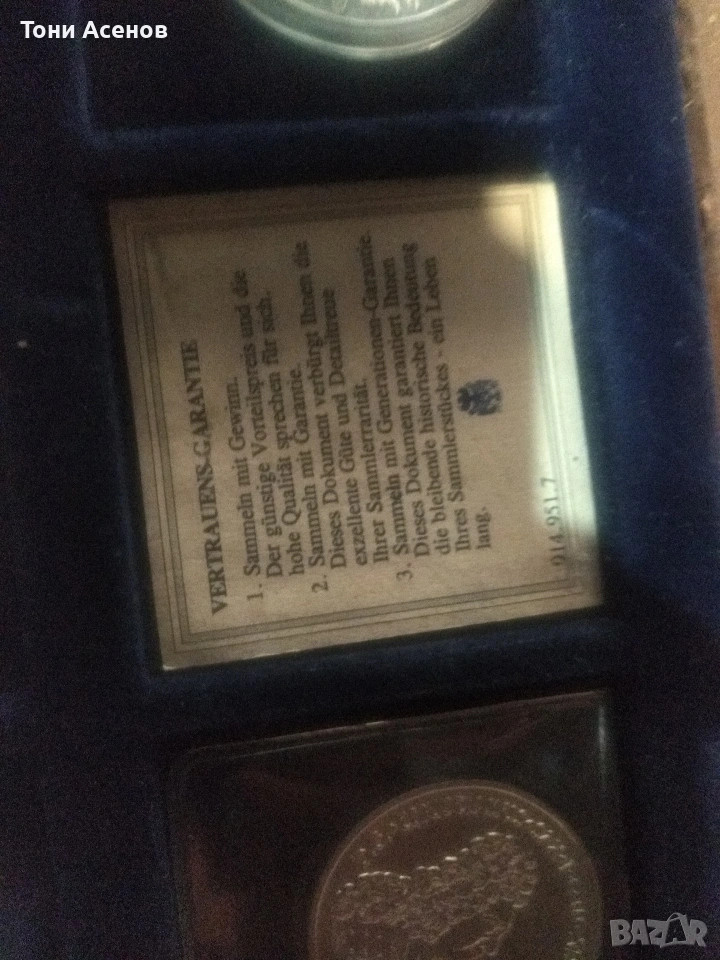 Тони Асенов
VERTRAUENS-GARANTIE
1. Sammeln mit Gewinn.
Der günstige Vorteilspreis und die
hohe Qualität sprechen für sich.
2. Sammeln mit Garantie.
Dieses Dokument verbürgt Ihnen die
exzellente Güte und Detailtreue
Ihrer Sammlerrarität.
3. Sammeln mit Generationen-Garantie
Dieses Dokument garantiert Ihnen
die bleibende historische Bedeutung
Ihres Sammlerstückes - ein Leben
lang.
914.951.7
BAZAR